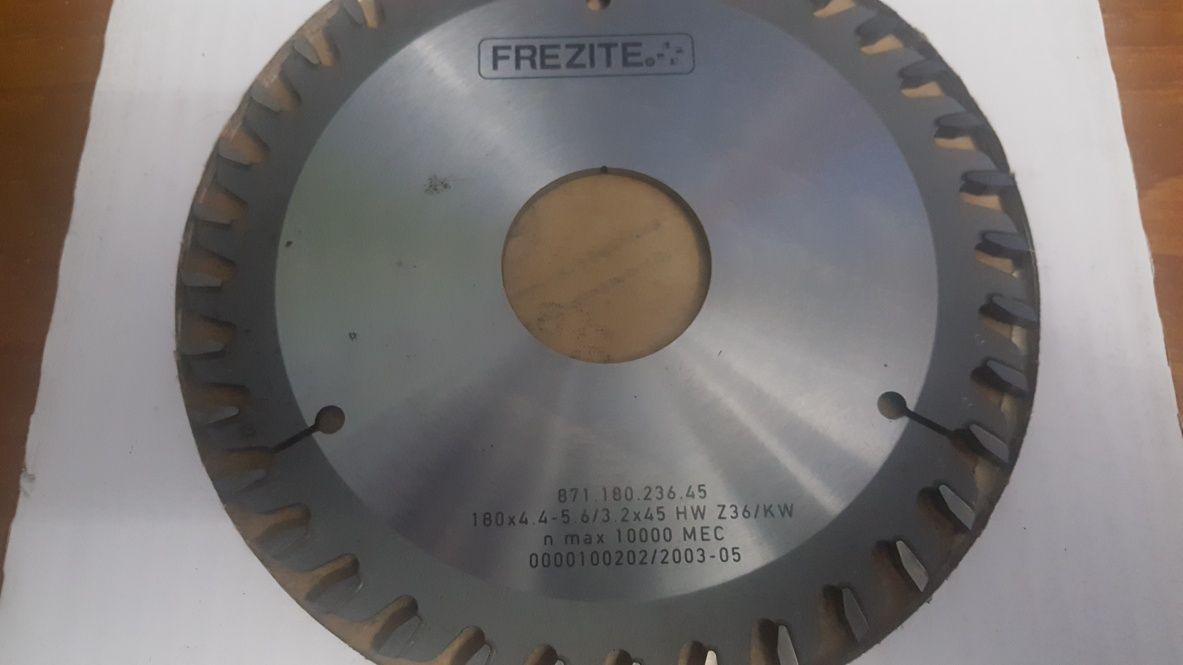 FREZITE®
871.180.236.45
180x4.4-5.6/3.2x45 HW Z36/KW
n max 10000 MEC
0000100202/2003-05